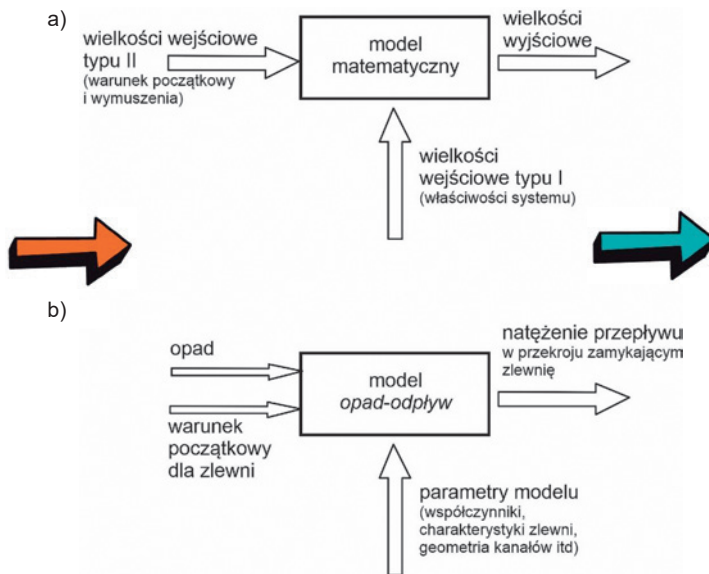 a)
wielkości wejściowe
typu II
(warunek początkowy
i wymuszenia)
model
matematyczny
wielkości
wyjściowe
wielkości
wejściowe typu I
(właściwości systemu)
b)
opad
warunek
początkowy
dla zlewni
model
opad-odpływ
natężenie przepływu
w przekroju zamykającym
zlewnię
parametry modelu
(współczynniki,
charakterystyki zlewni,
geometria kanałów itd)